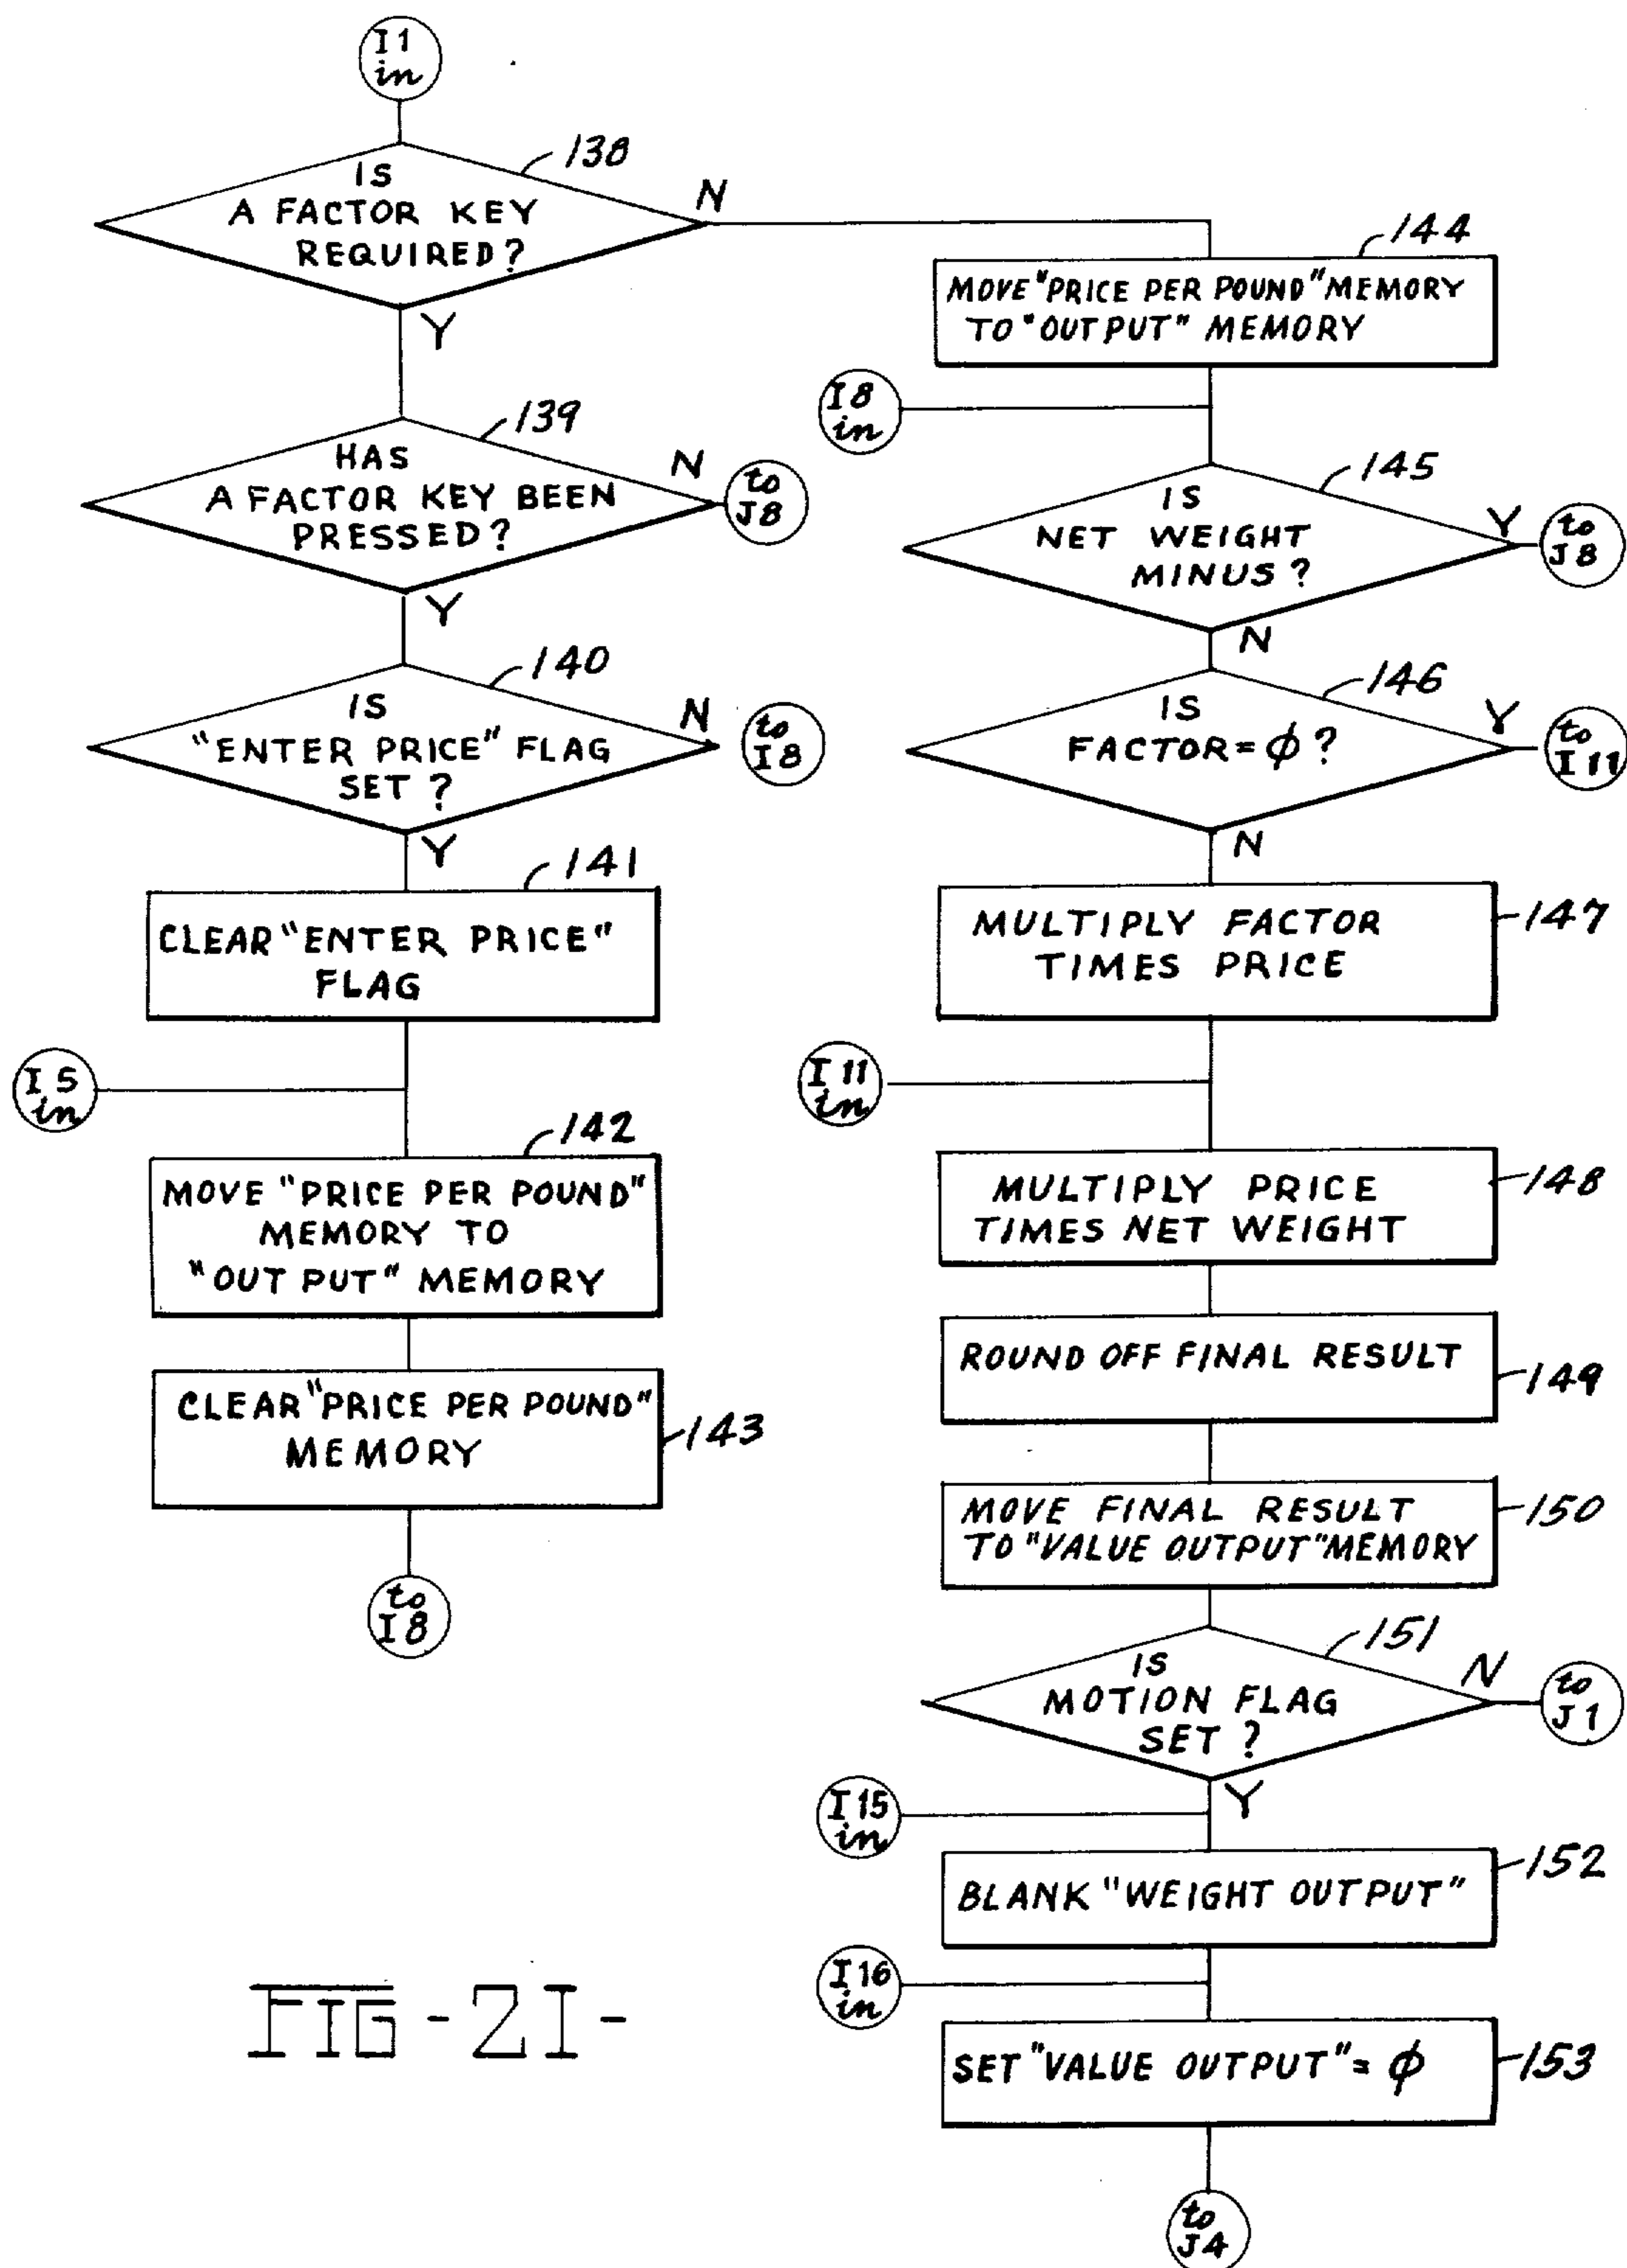 I1
in
IS
A FACTOR KEY
REQUIRED?
138
N
Y
HAS
A FACTOR KEY BEEN
PRESSED?
139
N
to
J8
Y
IS
"ENTER PRICE" FLAG
SET?
140
N
to
I8
Y
CLEAR "ENTER PRICE"
FLAG
141
I5
in
MOVE "PRICE PER POUND"
MEMORY TO
"OUT PUT" MEMORY
142
CLEAR "PRICE PER POUND"
MEMORY
143
to
I8
MOVE "PRICE PER POUND" MEMORY
TO "OUTPUT" MEMORY
144
I8
in
IS
NET WEIGHT
MINUS?
145
Y
to
J8
N
IS
FACTOR = ϕ?
146
Y
to
I11
N
MULTIPLY FACTOR
TIMES PRICE
147
I11
in
MULTIPLY PRICE
TIMES NET WEIGHT
148
ROUND OFF FINAL RESULT
149
MOVE FINAL RESULT
TO "VALUE OUTPUT" MEMORY
150
IS
MOTION FLAG
SET?
151
N
to
J1
Y
I15
in
BLANK "WEIGHT OUTPUT"
152
I16
in
SET "VALUE OUTPUT" = ϕ
153
to
J4
FIG-2I-